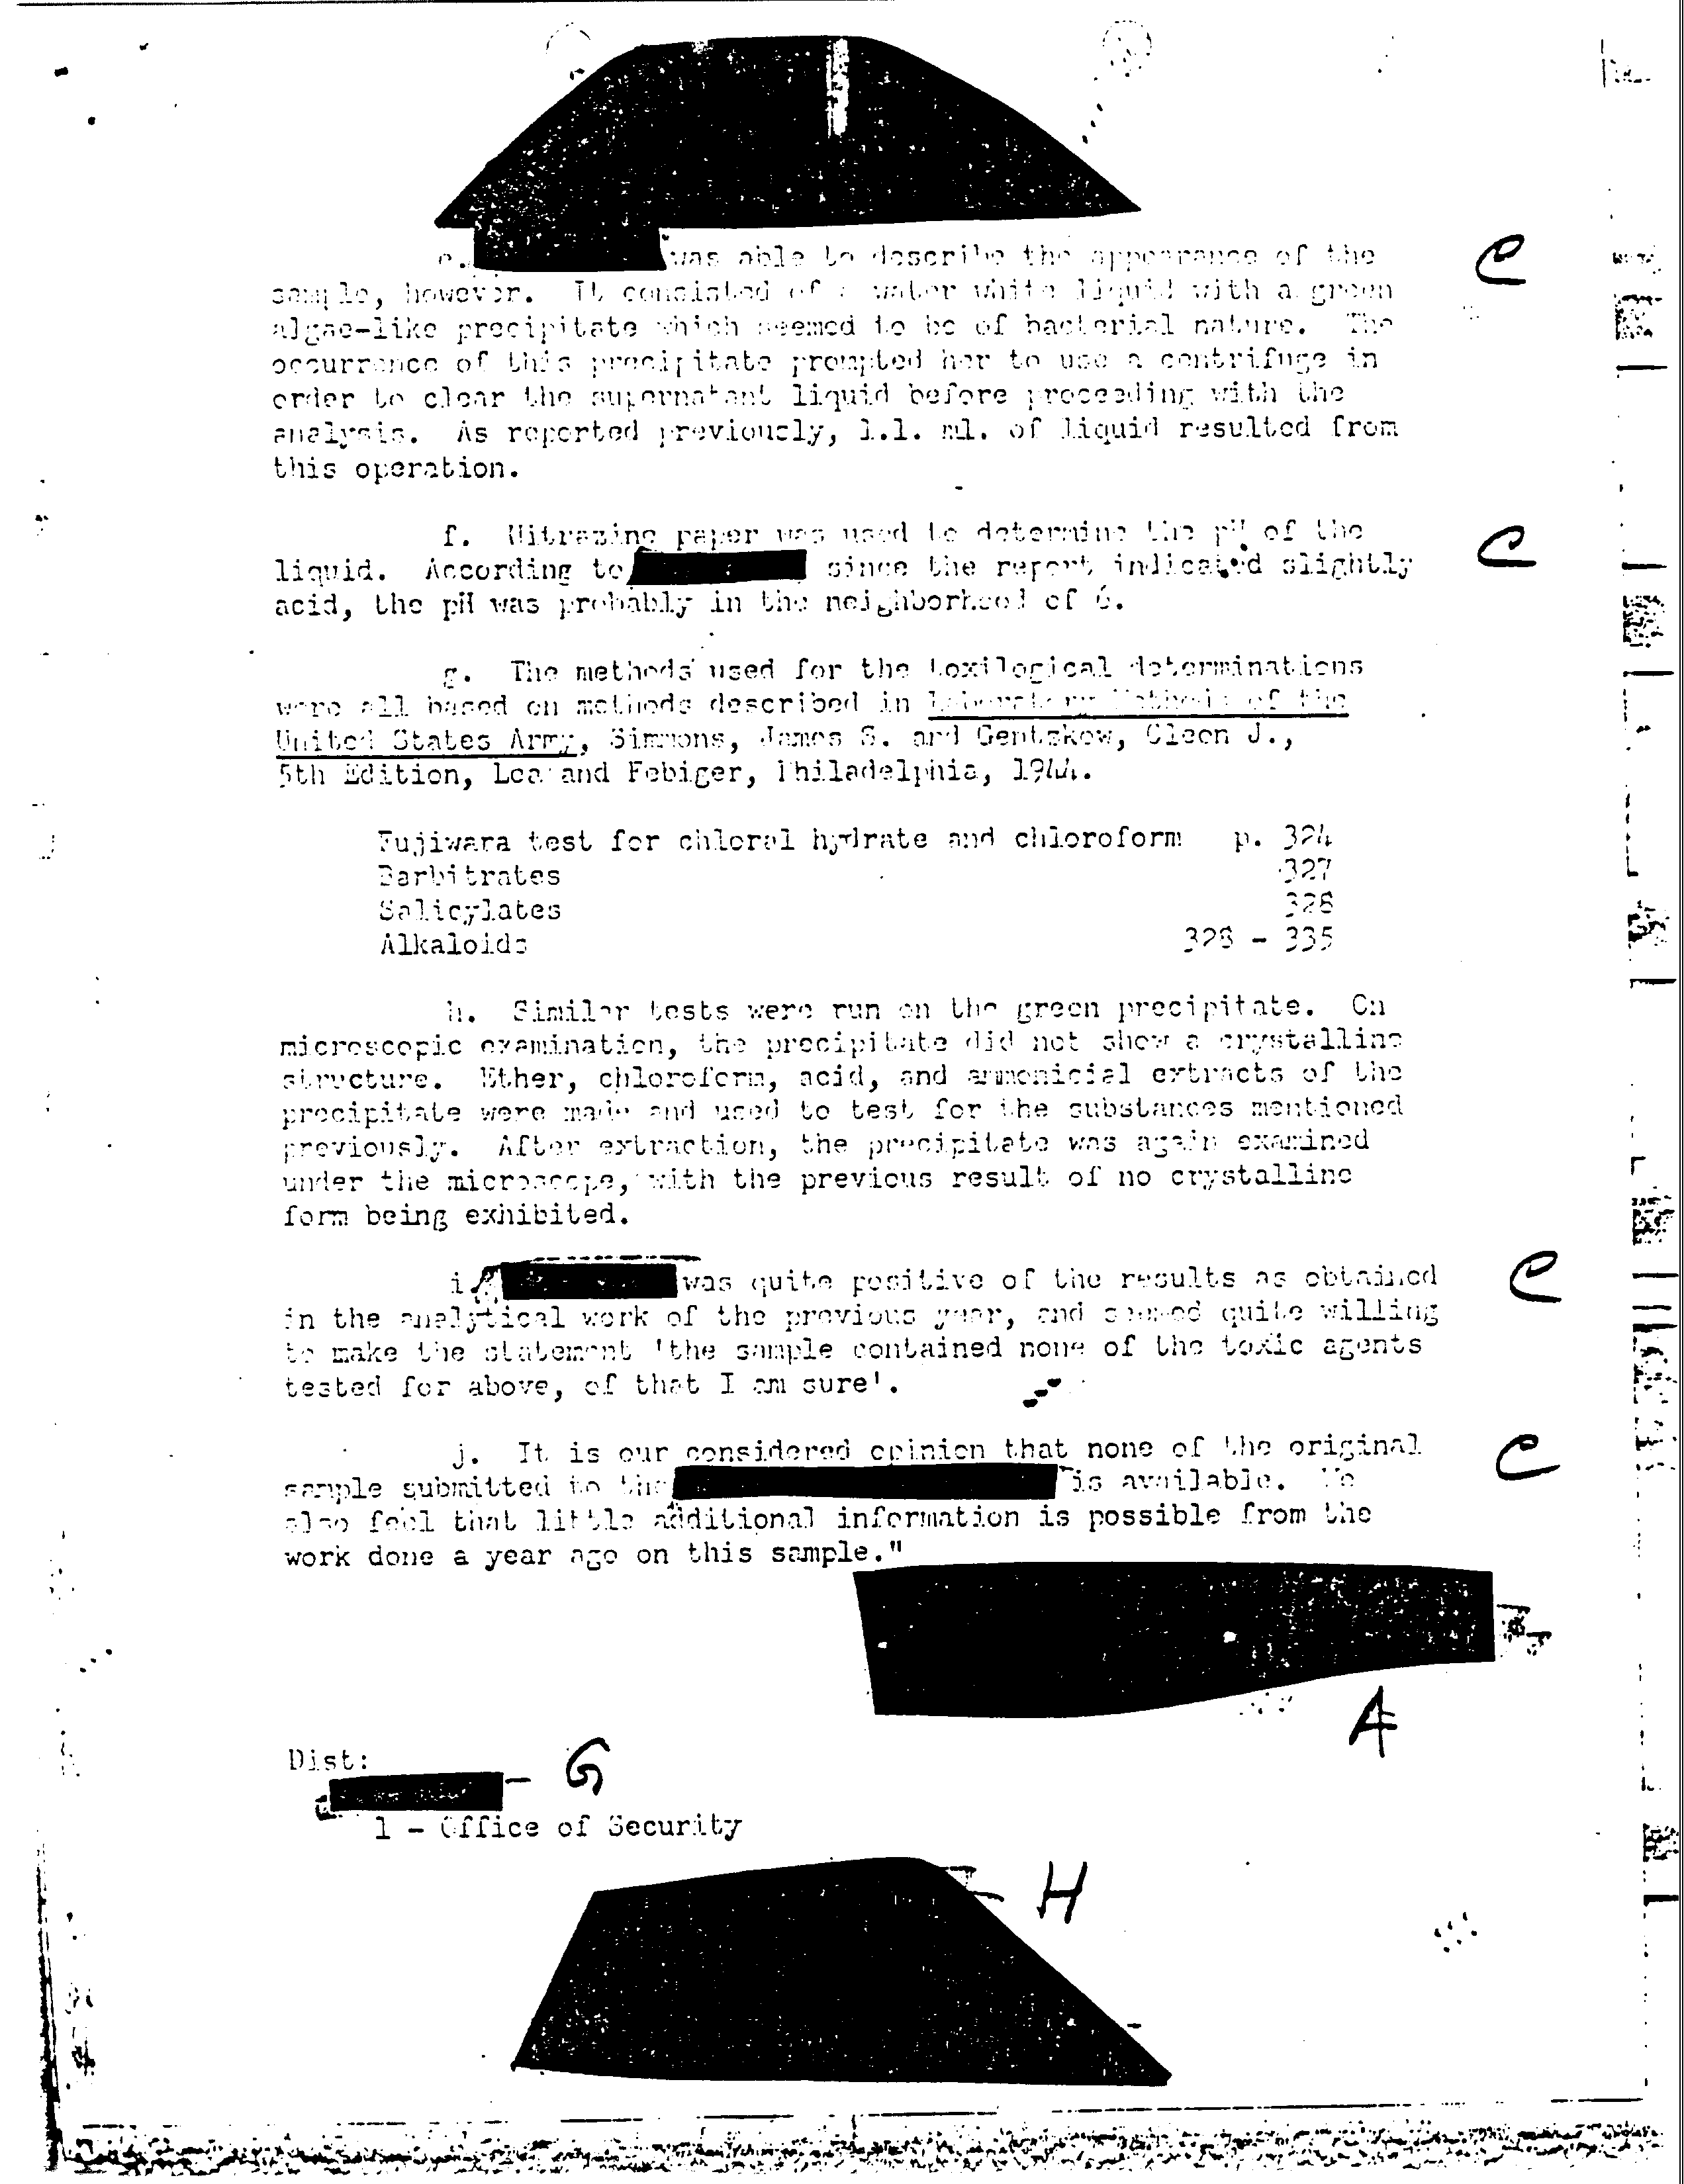 e. was able to describe the appearance of the C
sample, however. It consisted of a water white liquid with a green
algae-like precipitate which seemed to be of bacterial nature. The
occurrence of this precipitate prompted her to use a centrifuge in
order to clear the supernatant liquid before proceeding with the
analysis. As reported previously, 1.1. ml. of liquid resulted from
this operation.
f. Nitrazing paper was used to determine the pH of the C
liquid. According to since the report indicated slightly
acid, the pH was probably in the neighborhood of 6.
g. The methods used for the toxilogical determinations
were all based on methods described in Laboratory Methods of the
United States Army, Simmons, James S. and Gentzkow, Cleon J.,
5th Edition, Lea and Febiger, Philadelphia, 1944.
Fujiwara test for chloral hydrate and chloroform p. 324
Barbitrates 327
Salicylates 328
Alkaloids 328 - 335
h. Similar tests were run on the green precipitate. On
microscopic examination, the precipitate did not show a crystalline
structure. Ether, chloroform, acid, and ammonicial extracts of the
precipitate were made and used to test for the substances mentioned
previously. After extraction, the precipitate was again examined
under the microscope, with the previous result of no crystalline
form being exhibited.
i. was quite positive of the results as obtained C
in the analytical work of the previous year, and seemed quite willing
to make the statement 'the sample contained none of the toxic agents
tested for above, of that I am sure'.
j. It is our considered opinion that none of the original C
sample submitted to the is available. We
also feel that little additional information is possible from the
work done a year ago on this sample."
A
Dist:
- G
1 - Office of Security
H